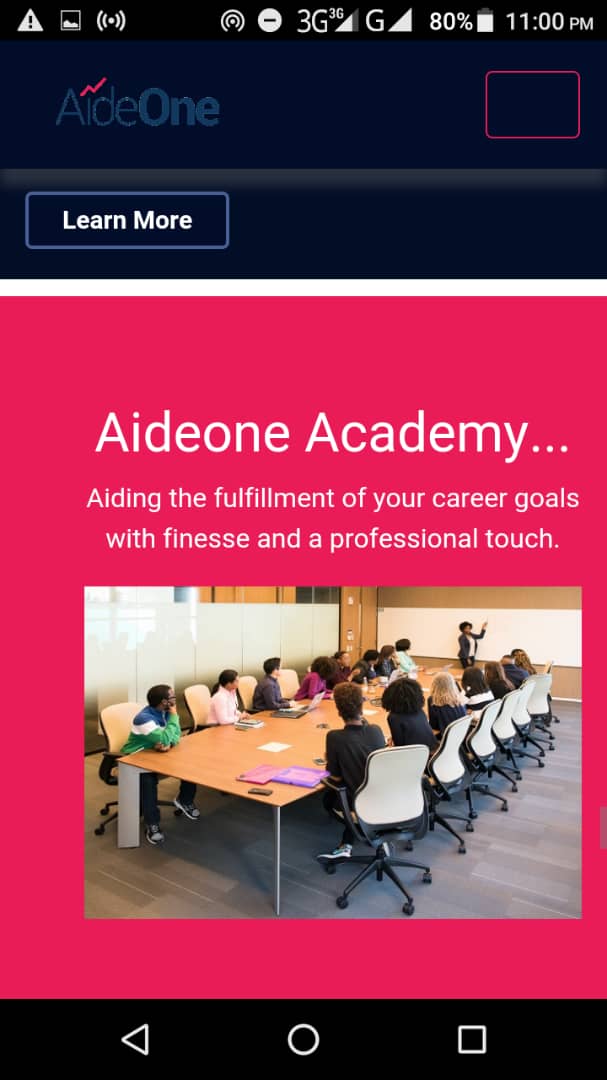 3G 3G G 80% 11:00 PM
AideOne
Learn More
Aideone Academy...
Aiding the fulfillment of your career goals
with finesse and a professional touch.